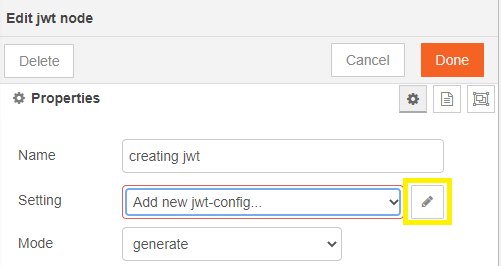 Edit jwt node
Delete
Cancel
Done
Properties
Name
creating jwt
Setting
Add new jwt-config...
Mode
generate